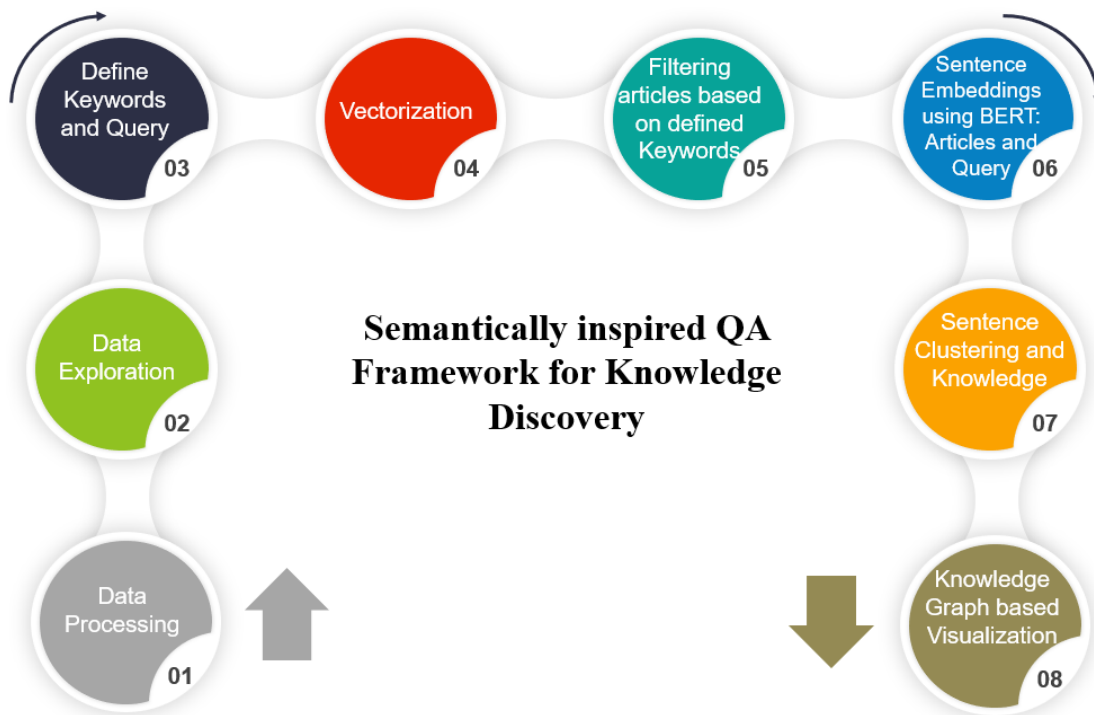 Define
Keywords
and Query
03
Vectorization
04
Filtering
articles based
on defined
Keywords
05
Sentence
Embeddings
using BERT:
Articles and
Query
06
Data
Exploration
02
Semantically inspired QA
Framework for Knowledge
Discovery
Sentence
Clustering and
Knowledge
07
Data
Processing
01
Knowledge
Graph based
Visualization
08